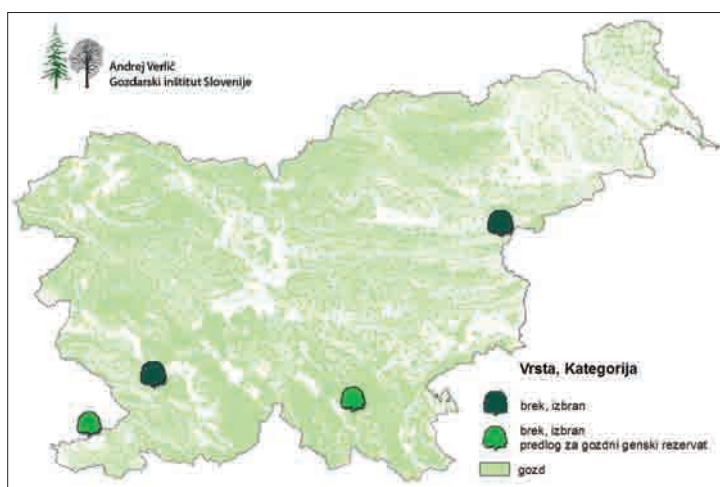 Andrej Verlič
Gozdarski inštitut Slovenije
Vrsta, Kategorija
brek, izbran
brek, izbran
predlog za gozdni genski rezervat
gozd